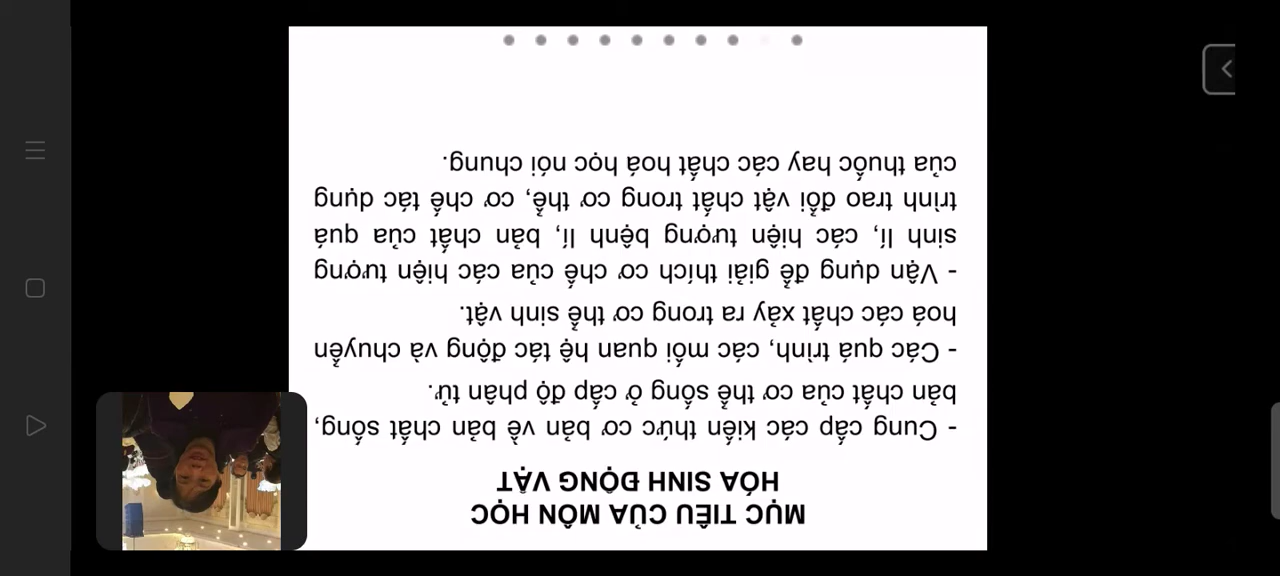 MỤC TIÊU CỦA MÔN HỌC
HÓA SINH ĐỘNG VẬT
- Cung cấp các kiến thức cơ bản về bản chất sống,
bản chất của cơ thể sống ở cấp độ phân tử.
- Các quá trình, các mối quan hệ tác động và chuyển
hoá các chất xảy ra trong cơ thể sinh vật.
- Vận dụng để giải thích cơ chế của các hiện tượng
sinh lí, các hiện tượng bệnh lí, bản chất của quá
trình trao đổi vật chất trong cơ thể, cơ chế tác dụng
của thuốc hay các chất hoá học nói chung.